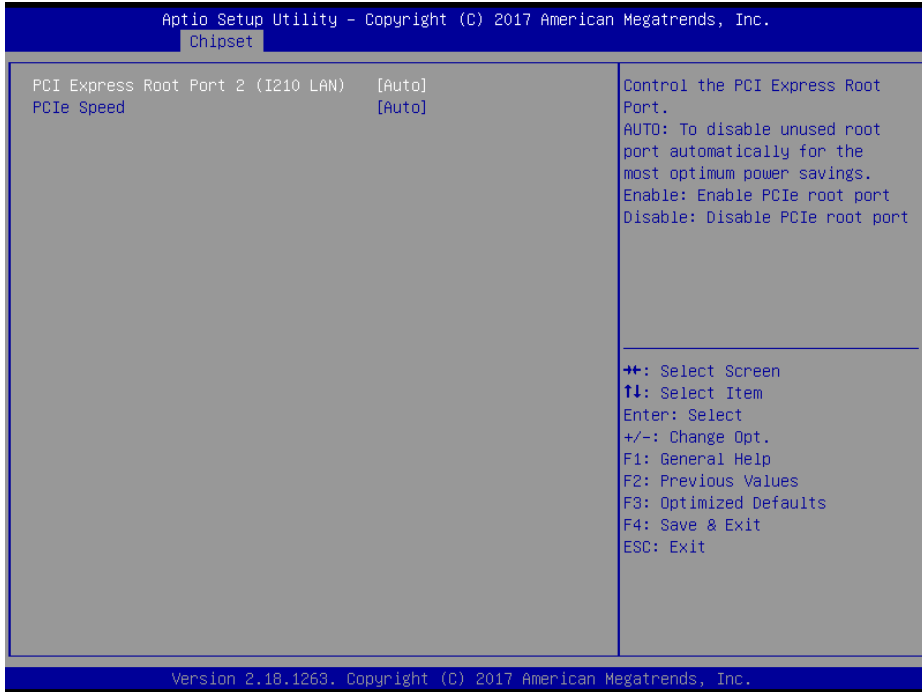 Aptio Setup Utility – Copyright (C) 2017 American Megatrends, Inc.
Chipset
PCI Express Root Port 2 (I210 LAN) [Auto]
PCIe Speed [Auto]
Control the PCI Express Root
Port.
AUTO: To disable unused root
port automatically for the
most optimum power savings.
Enable: Enable PCIe root port
Disable: Disable PCIe root port
→←: Select Screen
↑↓: Select Item
Enter: Select
+/-: Change Opt.
F1: General Help
F2: Previous Values
F3: Optimized Defaults
F4: Save & Exit
ESC: Exit
Version 2.18.1263. Copyright (C) 2017 American Megatrends, Inc.